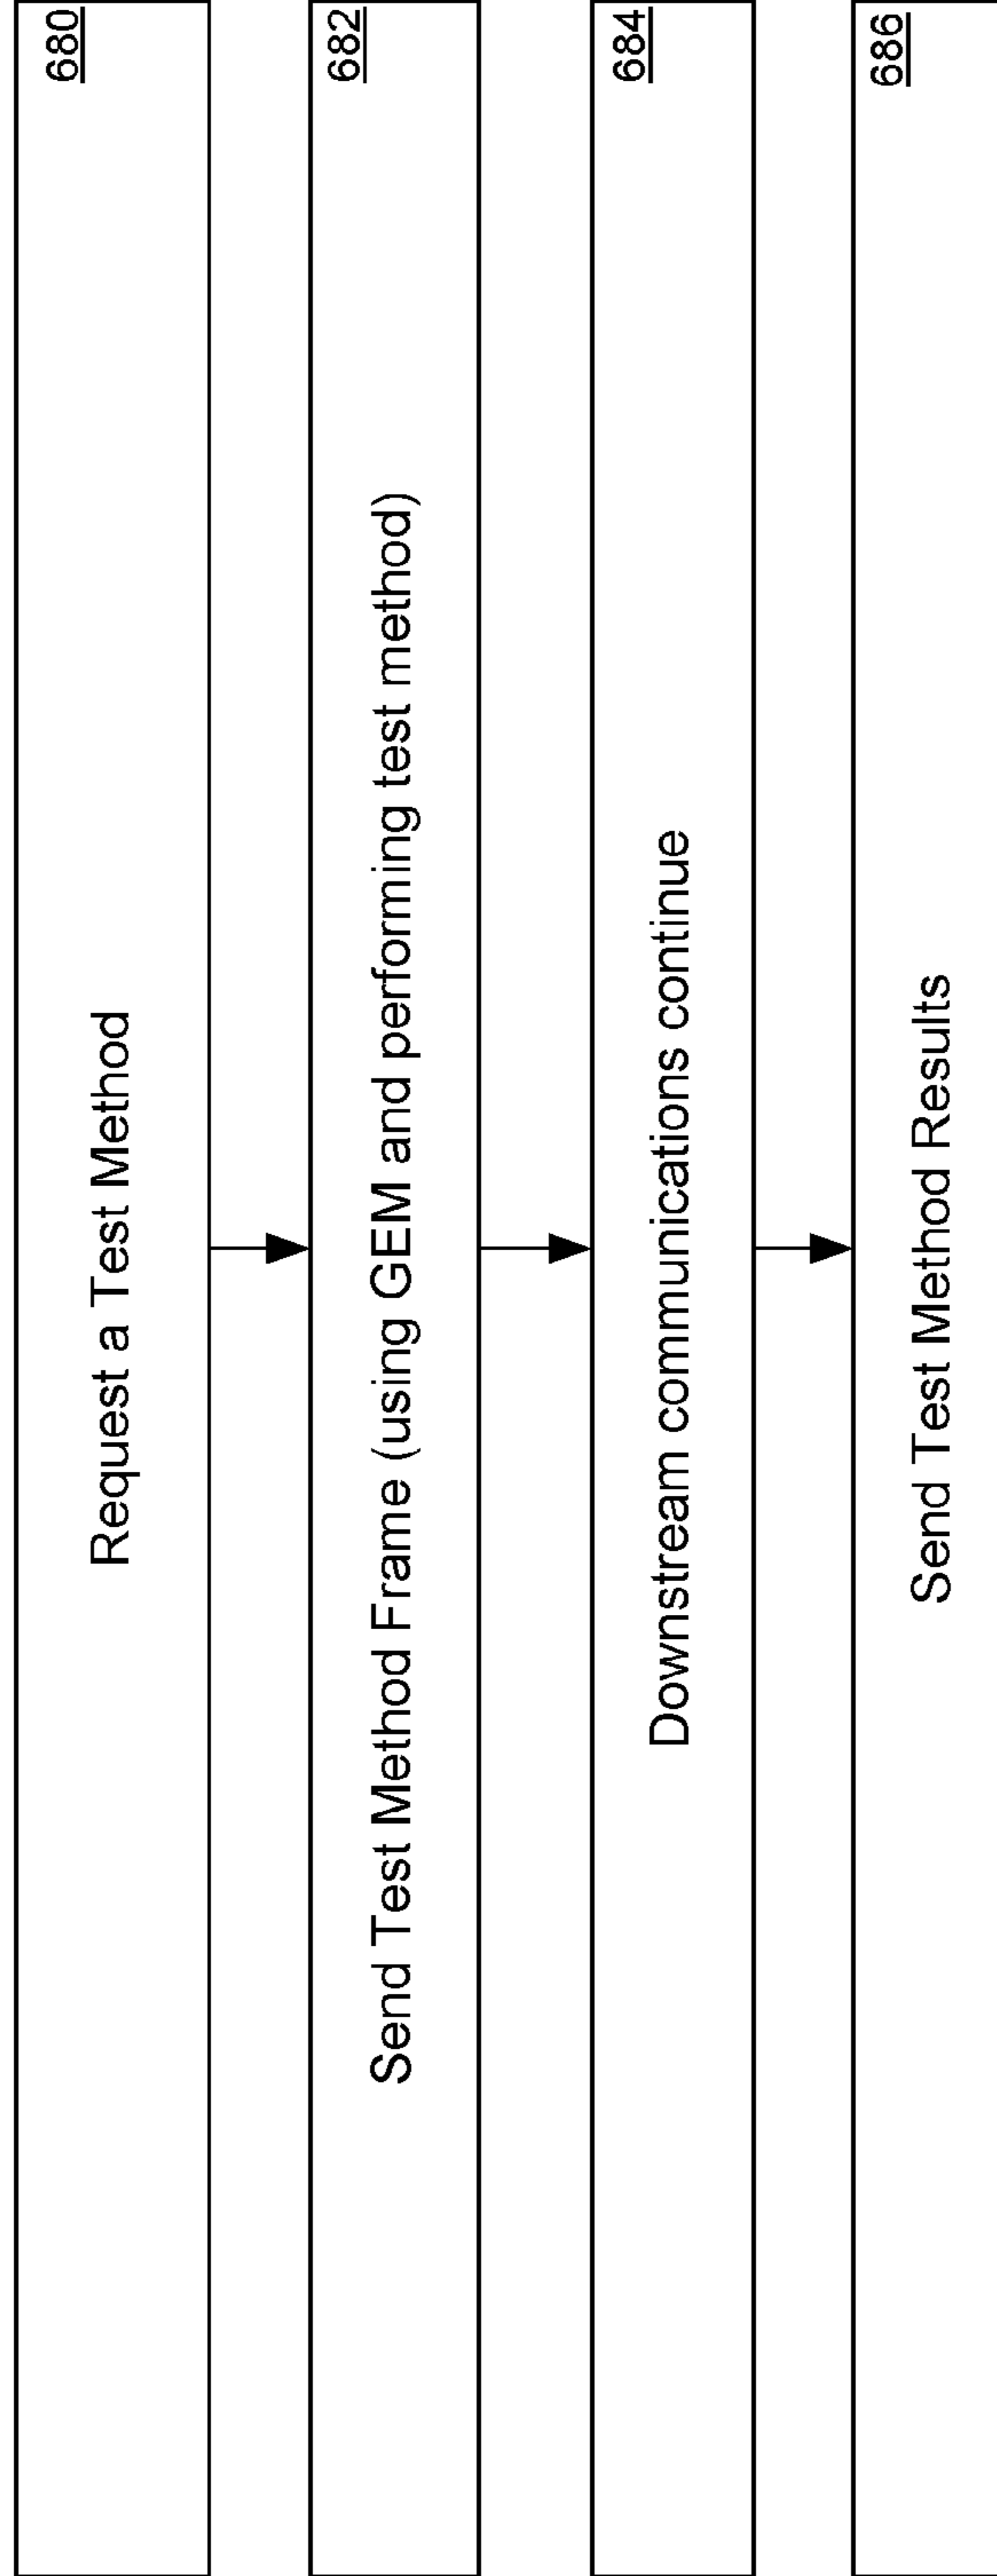 Request a Test Method
680
Send Test Method Frame (using GEM and performing test method)
682
Downstream communications continue
684
Send Test Method Results
686